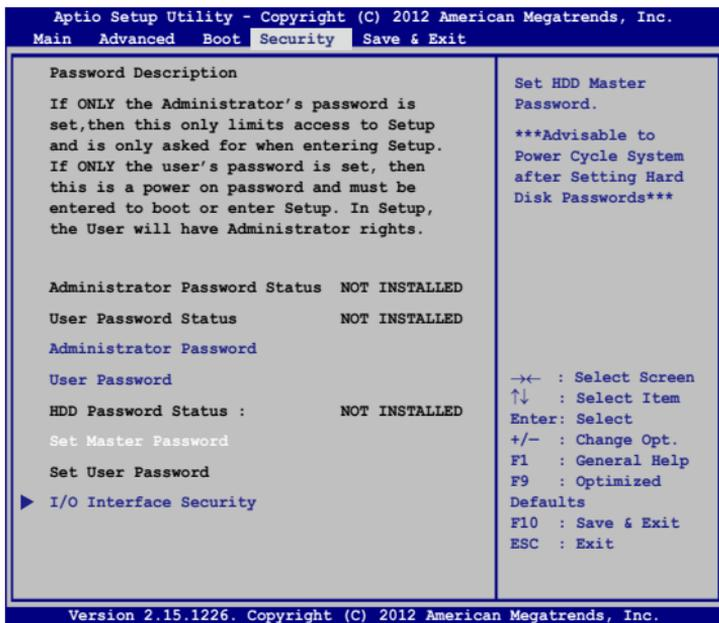 Aptio Setup Utility - Copyright (C) 2012 American Megatrends, Inc.
Main Advanced Boot Security Save & Exit
Password Description
If ONLY the Administrator's password is
set,then this only limits access to Setup
and is only asked for when entering Setup.
If ONLY the user's password is set, then
this is a power on password and must be
entered to boot or enter Setup. In Setup,
the User will have Administrator rights.
Administrator Password Status NOT INSTALLED
User Password Status NOT INSTALLED
Administrator Password
User Password
HDD Password Status : NOT INSTALLED
Set Master Password
Set User Password
I/O Interface Security
Set HDD Master
Password.
***Advisable to
Power Cycle System
after Setting Hard
Disk Passwords***
→← : Select Screen
↑↓ : Select Item
Enter: Select
+/— : Change Opt.
F1 : General Help
F9 : Optimized
Defaults
F10 : Save & Exit
ESC : Exit
Version 2.15.1226. Copyright (C) 2012 American Megatrends, Inc.